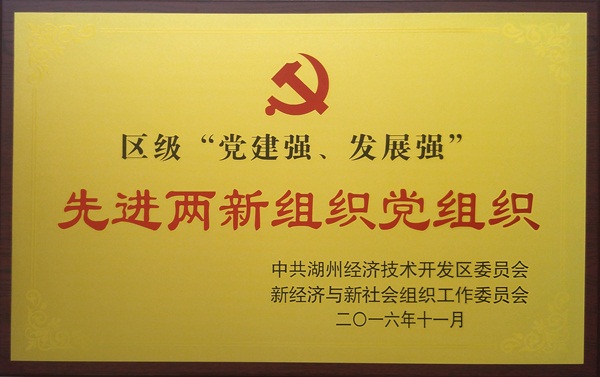 区级“党建强、发展强”
先进两新组织党组织
中共湖州经济技术开发区委员会
新经济与新社会组织工作委员会
二〇一六年十一月